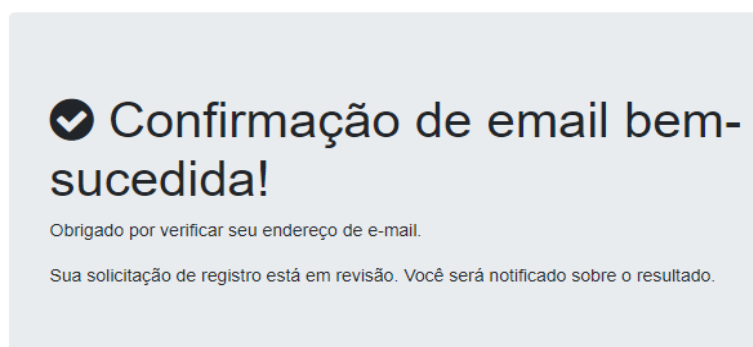 Confirmação de email bem-
sucedida!
Obrigado por verificar seu endereço de e-mail.
Sua solicitação de registro está em revisão. Você será notificado sobre o resultado.